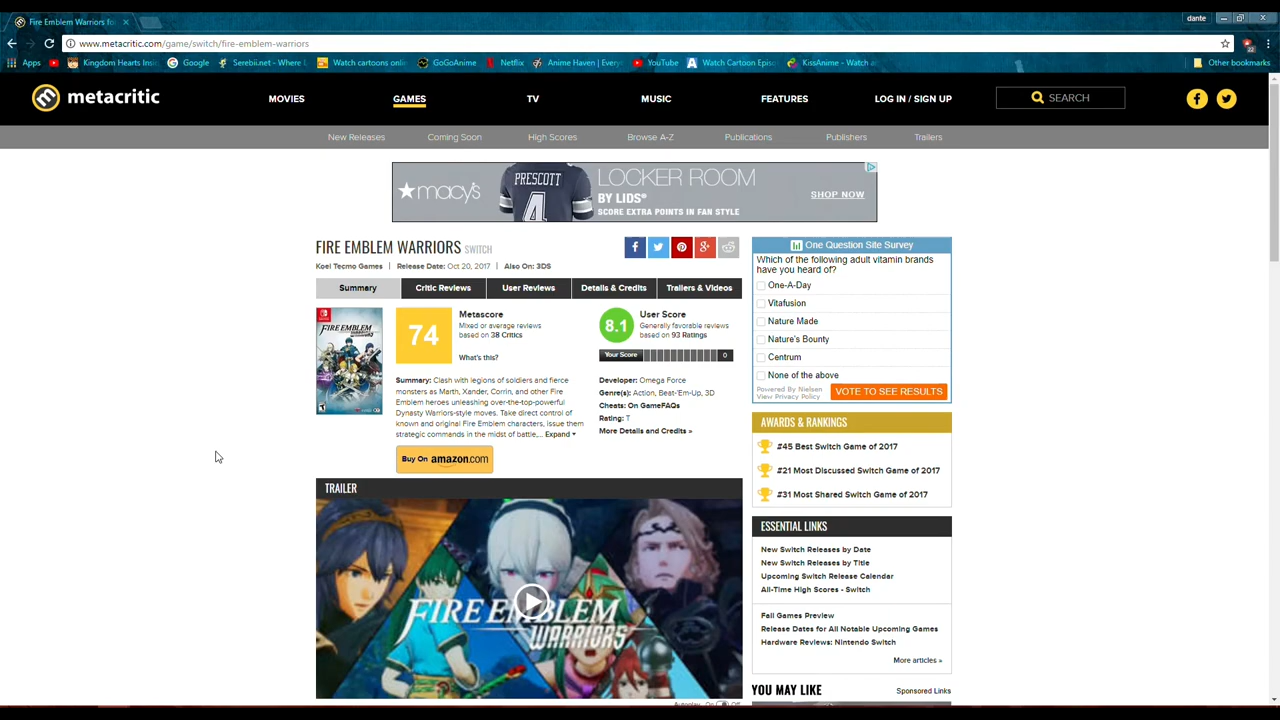 Fire Emblem Warriors fo
dante
www.metacritic.com/game/switch/fire-emblem-warriors
Apps
Kingdom Hearts Insi
Google
Serebii.net - Where L
Watch cartoons onlin
GoGoAnime
Netflix
Anime Haven | Every
YouTube
Watch Cartoon Episo
KissAnime - Watch a
Other bookmarks
metacritic
MOVIES
GAMES
TV
MUSIC
FEATURES
LOG IN / SIGN UP
SEARCH
New Releases
Coming Soon
High Scores
Browse A-Z
Publications
Publishers
Trailers
macy's
PRESCOTT
4
LOCKER ROOM
BY LIDS®
SCORE EXTRA POINTS IN FAN STYLE
SHOP NOW
FIRE EMBLEM WARRIORS SWITCH
Koei Tecmo Games | Release Date: Oct 20, 2017 | Also On: 3DS
Summary
Critic Reviews
User Reviews
Details & Credits
Trailers & Videos
FIRE EMBLEM
WARRIORS
74
Metascore
Mixed or average reviews
based on 38 Critics
What's this?
8.1
User Score
Generally favorable reviews
based on 93 Ratings
Your Score
0
Summary: Clash with legions of soldiers and fierce
monsters as Marth, Xander, Corrin, and other Fire
Emblem heroes unleashing over-the-top-powerful
Dynasty Warriors-style moves. Take direct control of
known and original Fire Emblem characters, issue them
strategic commands in the midst of battle,... Expand
Buy On amazon.com
Developer: Omega Force
Genre(s): Action, Beat-'Em-Up, 3D
Cheats: On GameFAQs
Rating: T
More Details and Credits »
TRAILER
FIRE EMBLEM
WARRIORS
Autoplay: On Off
One Question Site Survey
Which of the following adult vitamin brands
have you heard of?
One-A-Day
Vitafusion
Nature Made
Nature's Bounty
Centrum
None of the above
Powered By Nielsen
View Privacy Policy
VOTE TO SEE RESULTS
AWARDS & RANKINGS
#45 Best Switch Game of 2017
#21 Most Discussed Switch Game of 2017
#31 Most Shared Switch Game of 2017
ESSENTIAL LINKS
New Switch Releases by Date
New Switch Releases by Title
Upcoming Switch Release Calendar
All-Time High Scores - Switch
Fall Games Preview
Release Dates for All Notable Upcoming Games
Hardware Reviews: Nintendo Switch
More articles »
YOU MAY LIKE
Sponsored Links